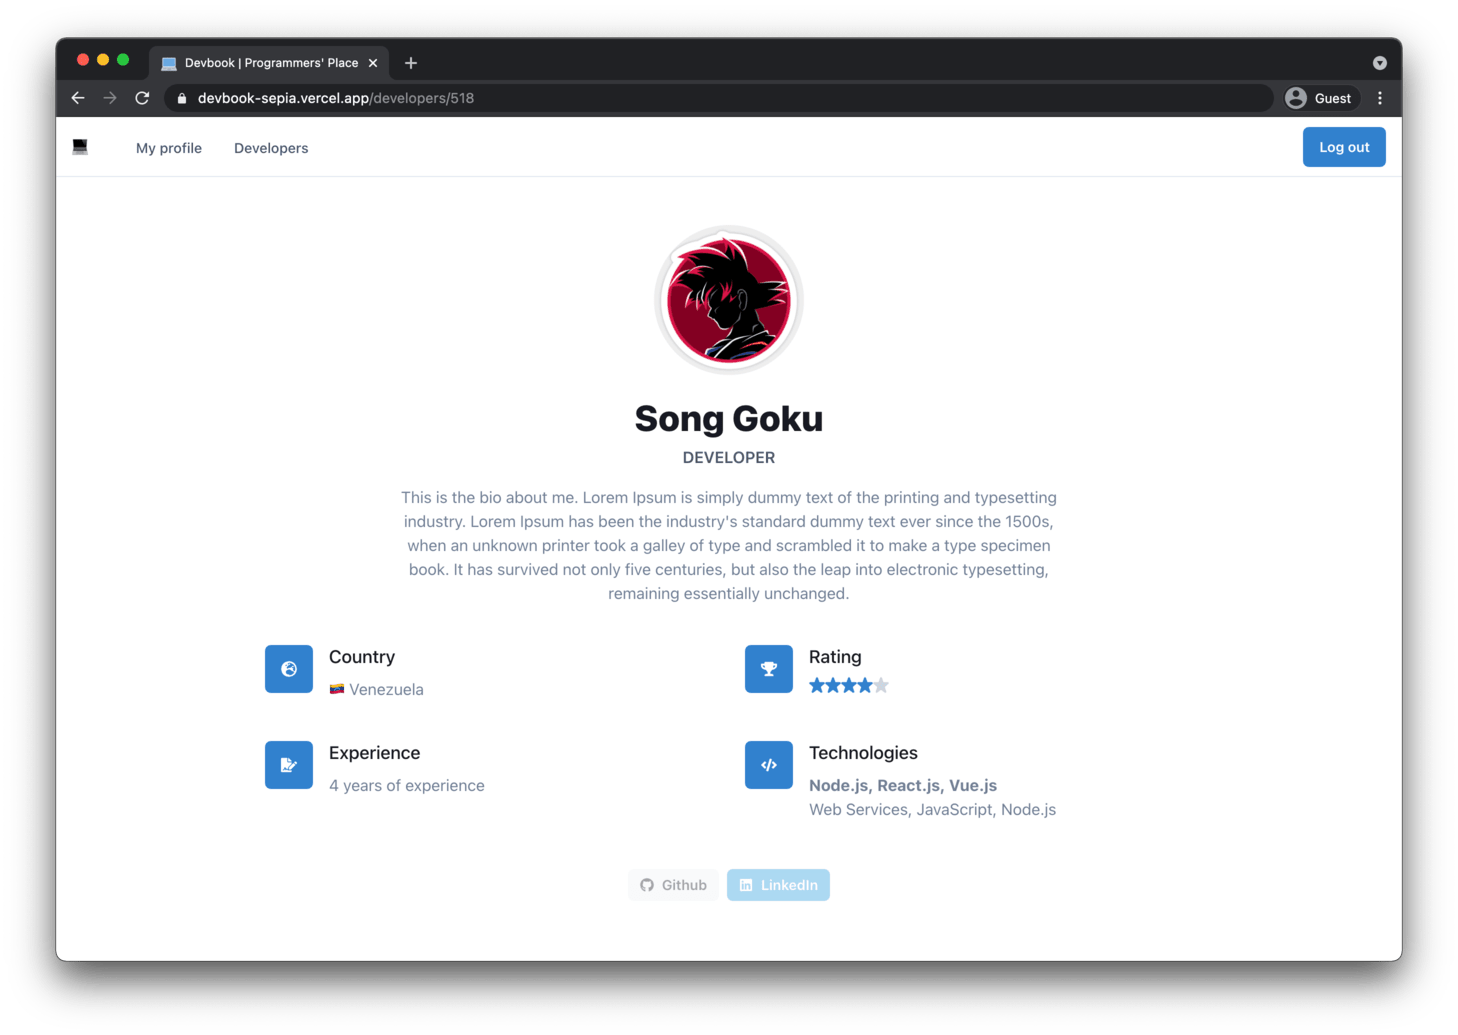 Devbook | Programmers' Place
devbook-sepia.vercel.app/developers/518
Guest
My profile
Developers
Log out
Song Goku
DEVELOPER
This is the bio about me. Lorem Ipsum is simply dummy text of the printing and typesetting
industry. Lorem Ipsum has been the industry's standard dummy text ever since the 1500s,
when an unknown printer took a galley of type and scrambled it to make a type specimen
book. It has survived not only five centuries, but also the leap into electronic typesetting,
remaining essentially unchanged.
Country
🇻🇪 Venezuela
Rating
Experience
4 years of experience
Technologies
Node.js, React.js, Vue.js
Web Services, JavaScript, Node.js
Github
LinkedIn